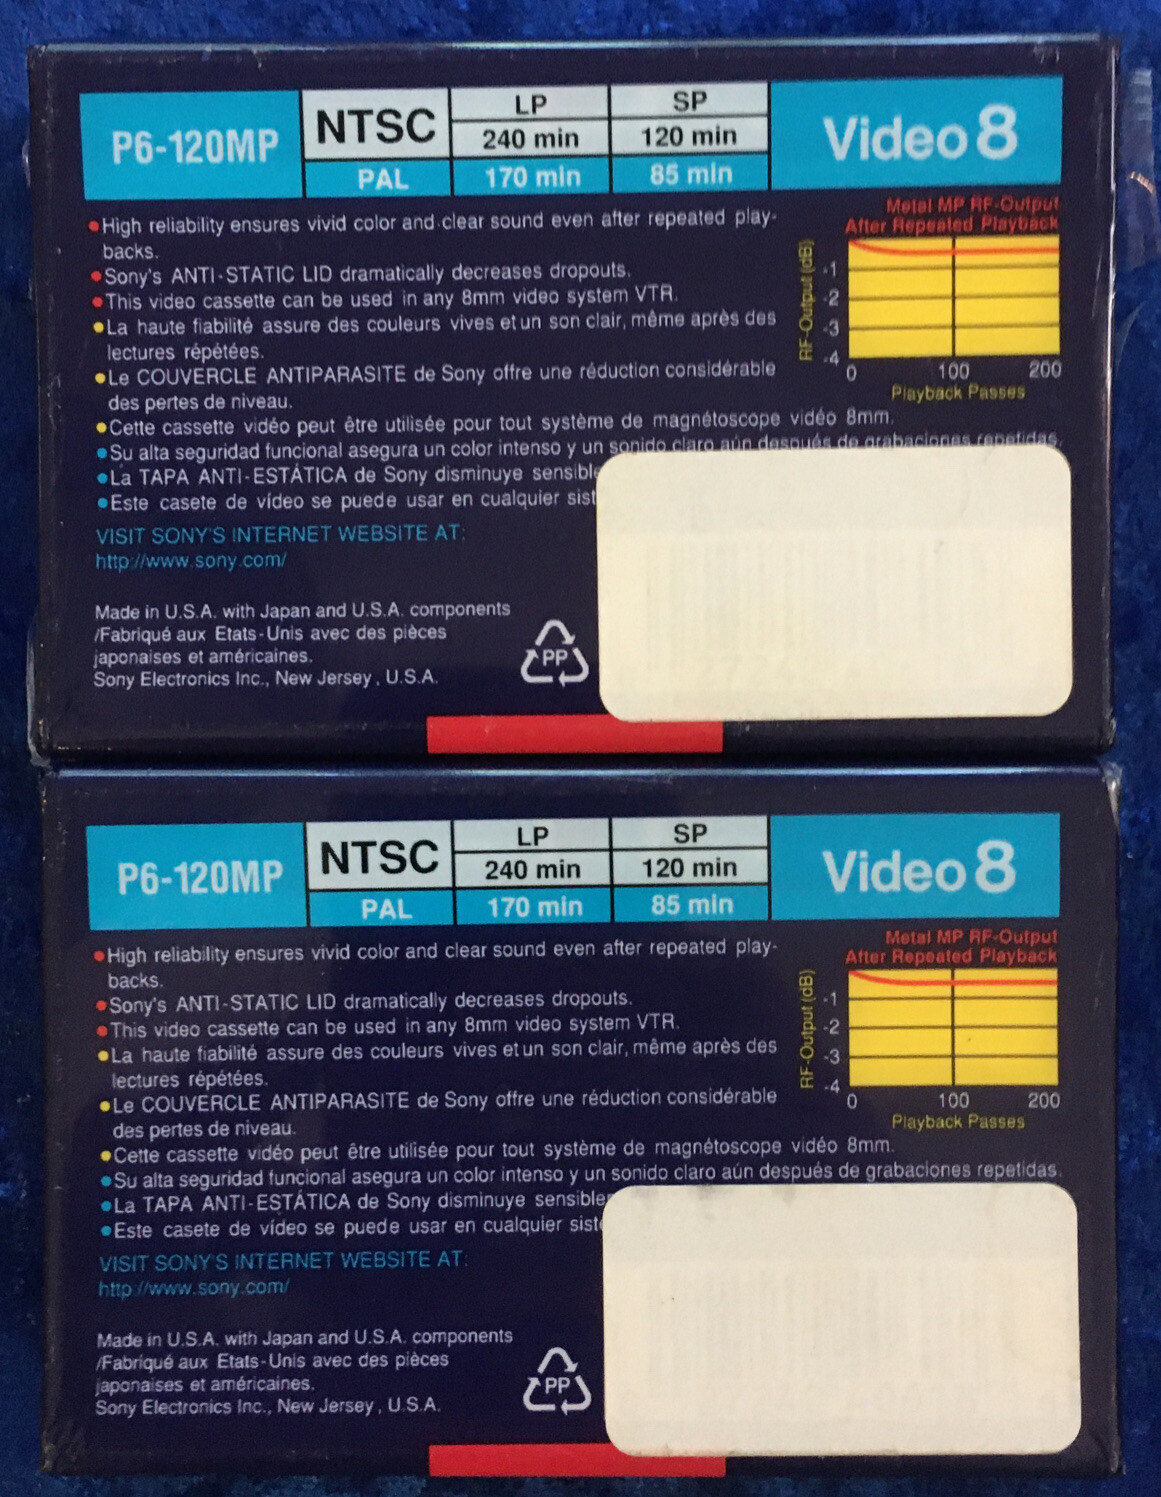 P6-120MP
NTSC
LP
SP
240 min
120 min
PAL
170 min
85 min
Video 8
•High reliability ensures vivid color and clear sound even after repeated play-
backs.
•Sony's ANTI-STATIC LID dramatically decreases dropouts.
•This video cassette can be used in any 8mm video system VTR.
•La haute fiabilité assure des couleurs vives et un son clair, même après des
lectures répétées.
•Le COUVERCLE ANTIPARASITE de Sony offre une réduction considérable
des pertes de niveau.
•Cette cassette vidéo peut être utilisée pour tout système de magnétoscope vidéo 8mm.
•Su alta seguridad funcional asegura un color intenso y un sonido claro aún después de grabaciones repetidas.
•La TAPA ANTI-ESTÁTICA de Sony disminuye sensibl
•Este casete de vídeo se puede usar en cualquier sist
Metal MP RF-Output
After Repeated Playback
RF-Output (dB)
-1
-2
-3
-4
0 100 200
Playback Passes
VISIT SONY'S INTERNET WEBSITE AT:
http://www.sony.com/
Made in U.S.A. with Japan and U.S.A. components
/Fabriqué aux Etats-Unis avec des pièces
japonaises et américaines.
Sony Electronics Inc., New Jersey, U.S.A.
PP
P6-120MP
NTSC
LP
SP
240 min
120 min
PAL
170 min
85 min
Video 8
•High reliability ensures vivid color and clear sound even after repeated play-
backs.
•Sony's ANTI-STATIC LID dramatically decreases dropouts.
•This video cassette can be used in any 8mm video system VTR.
•La haute fiabilité assure des couleurs vives et un son clair, même après des
lectures répétées.
•Le COUVERCLE ANTIPARASITE de Sony offre une réduction considérable
des pertes de niveau.
•Cette cassette vidéo peut être utilisée pour tout système de magnétoscope vidéo 8mm.
•Su alta seguridad funcional asegura un color intenso y un sonido claro aún después de grabaciones repetidas.
•La TAPA ANTI-ESTÁTICA de Sony disminuye sensible
•Este casete de vídeo se puede usar en cualquier sist
Metal MP RF-Output
After Repeated Playback
RF-Output (dB)
-1
-2
-3
-4
0 100 200
Playback Passes
VISIT SONY'S INTERNET WEBSITE AT:
http://www.sony.com/
Made in U.S.A. with Japan and U.S.A. components
/Fabriqué aux Etats-Unis avec des pièces
japonaises et américaines.
Sony Electronics Inc., New Jersey, U.S.A.
PP